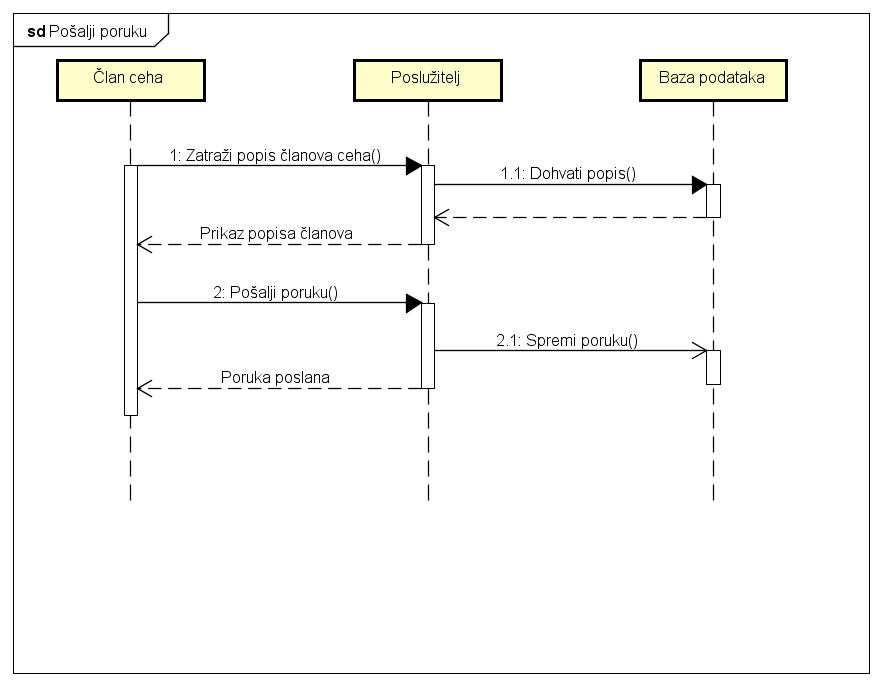 sd Pošalji poruku
Član ceha
Poslužitelj
Baza podataka
1: Zatraži popis članova ceha()
1.1: Dohvati popis()
Prikaz popisa članova
2: Pošalji poruku()
2.1: Spremi poruku()
Poruka poslana